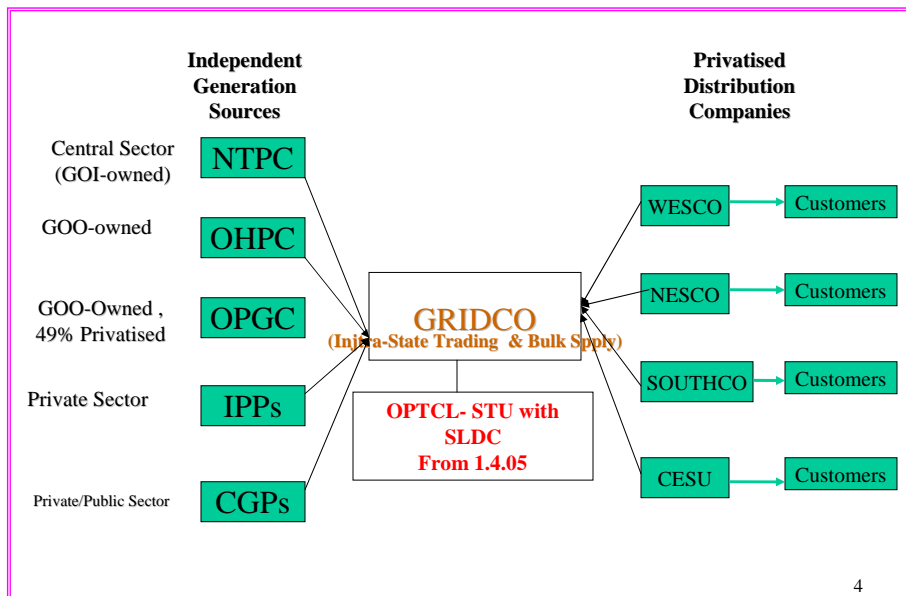 Independent
Generation
Sources
Privatised
Distribution
Companies
Central Sector
(GOI-owned)
NTPC
GOO-owned
OHPC
GOO-Owned ,
49% Privatised
OPGC
Private Sector
IPPs
Private/Public Sector
CGPs
GRIDCO
(Injtra-State Trading & Bulk Spply)
OPTCL- STU with
SLDC
From 1.4.05
WESCO
Customers
NESCO
Customers
SOUTHCO
Customers
CESU
Customers
4